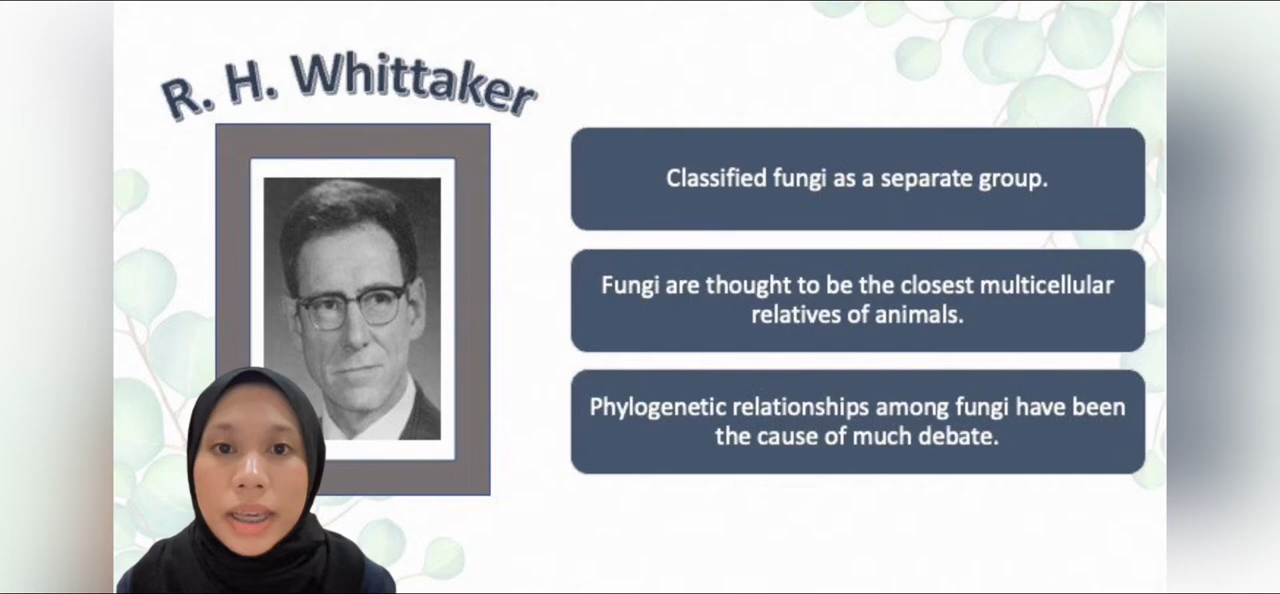 R. H. Whittaker
Classified fungi as a separate group.
Fungi are thought to be the closest multicellular
relatives of animals.
Phylogenetic relationships among fungi have been
the cause of much debate.